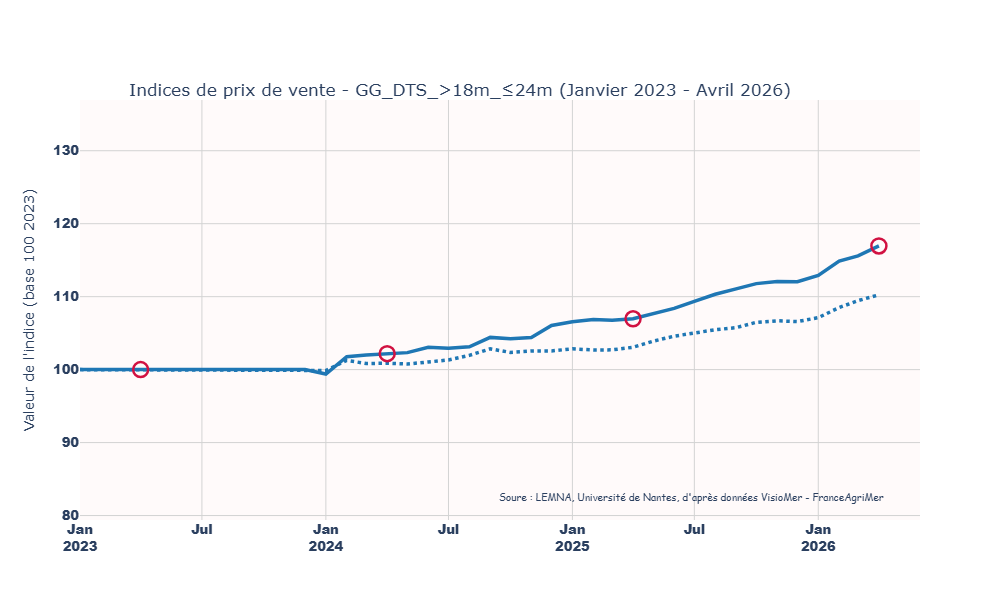 Indices de prix de vente - GG_DTS_>18m_≤24m (Janvier 2023 - Avril 2026)
Valeur de l'indice (base 100 2023)
130
120
110
100
90
80
Soure : LEMNA, Université de Nantes, d'après données VisioMer - FranceAgriMer
Jan Jul Jan Jul Jan Jul Jan
2023 2024 2025 2026